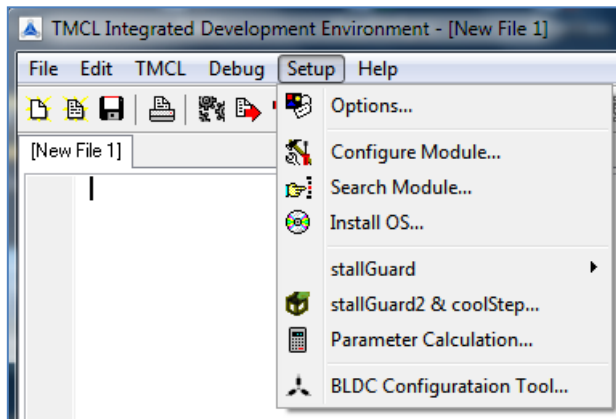 TMCL Integrated Development Environment - [New File 1]
File Edit TMCL Debug Setup Help
Options...
[New File 1]
Configure Module...
Search Module...
Install OS...
stallGuard
stallGuard2 & coolStep...
Parameter Calculation...
BLDC Configurataion Tool...